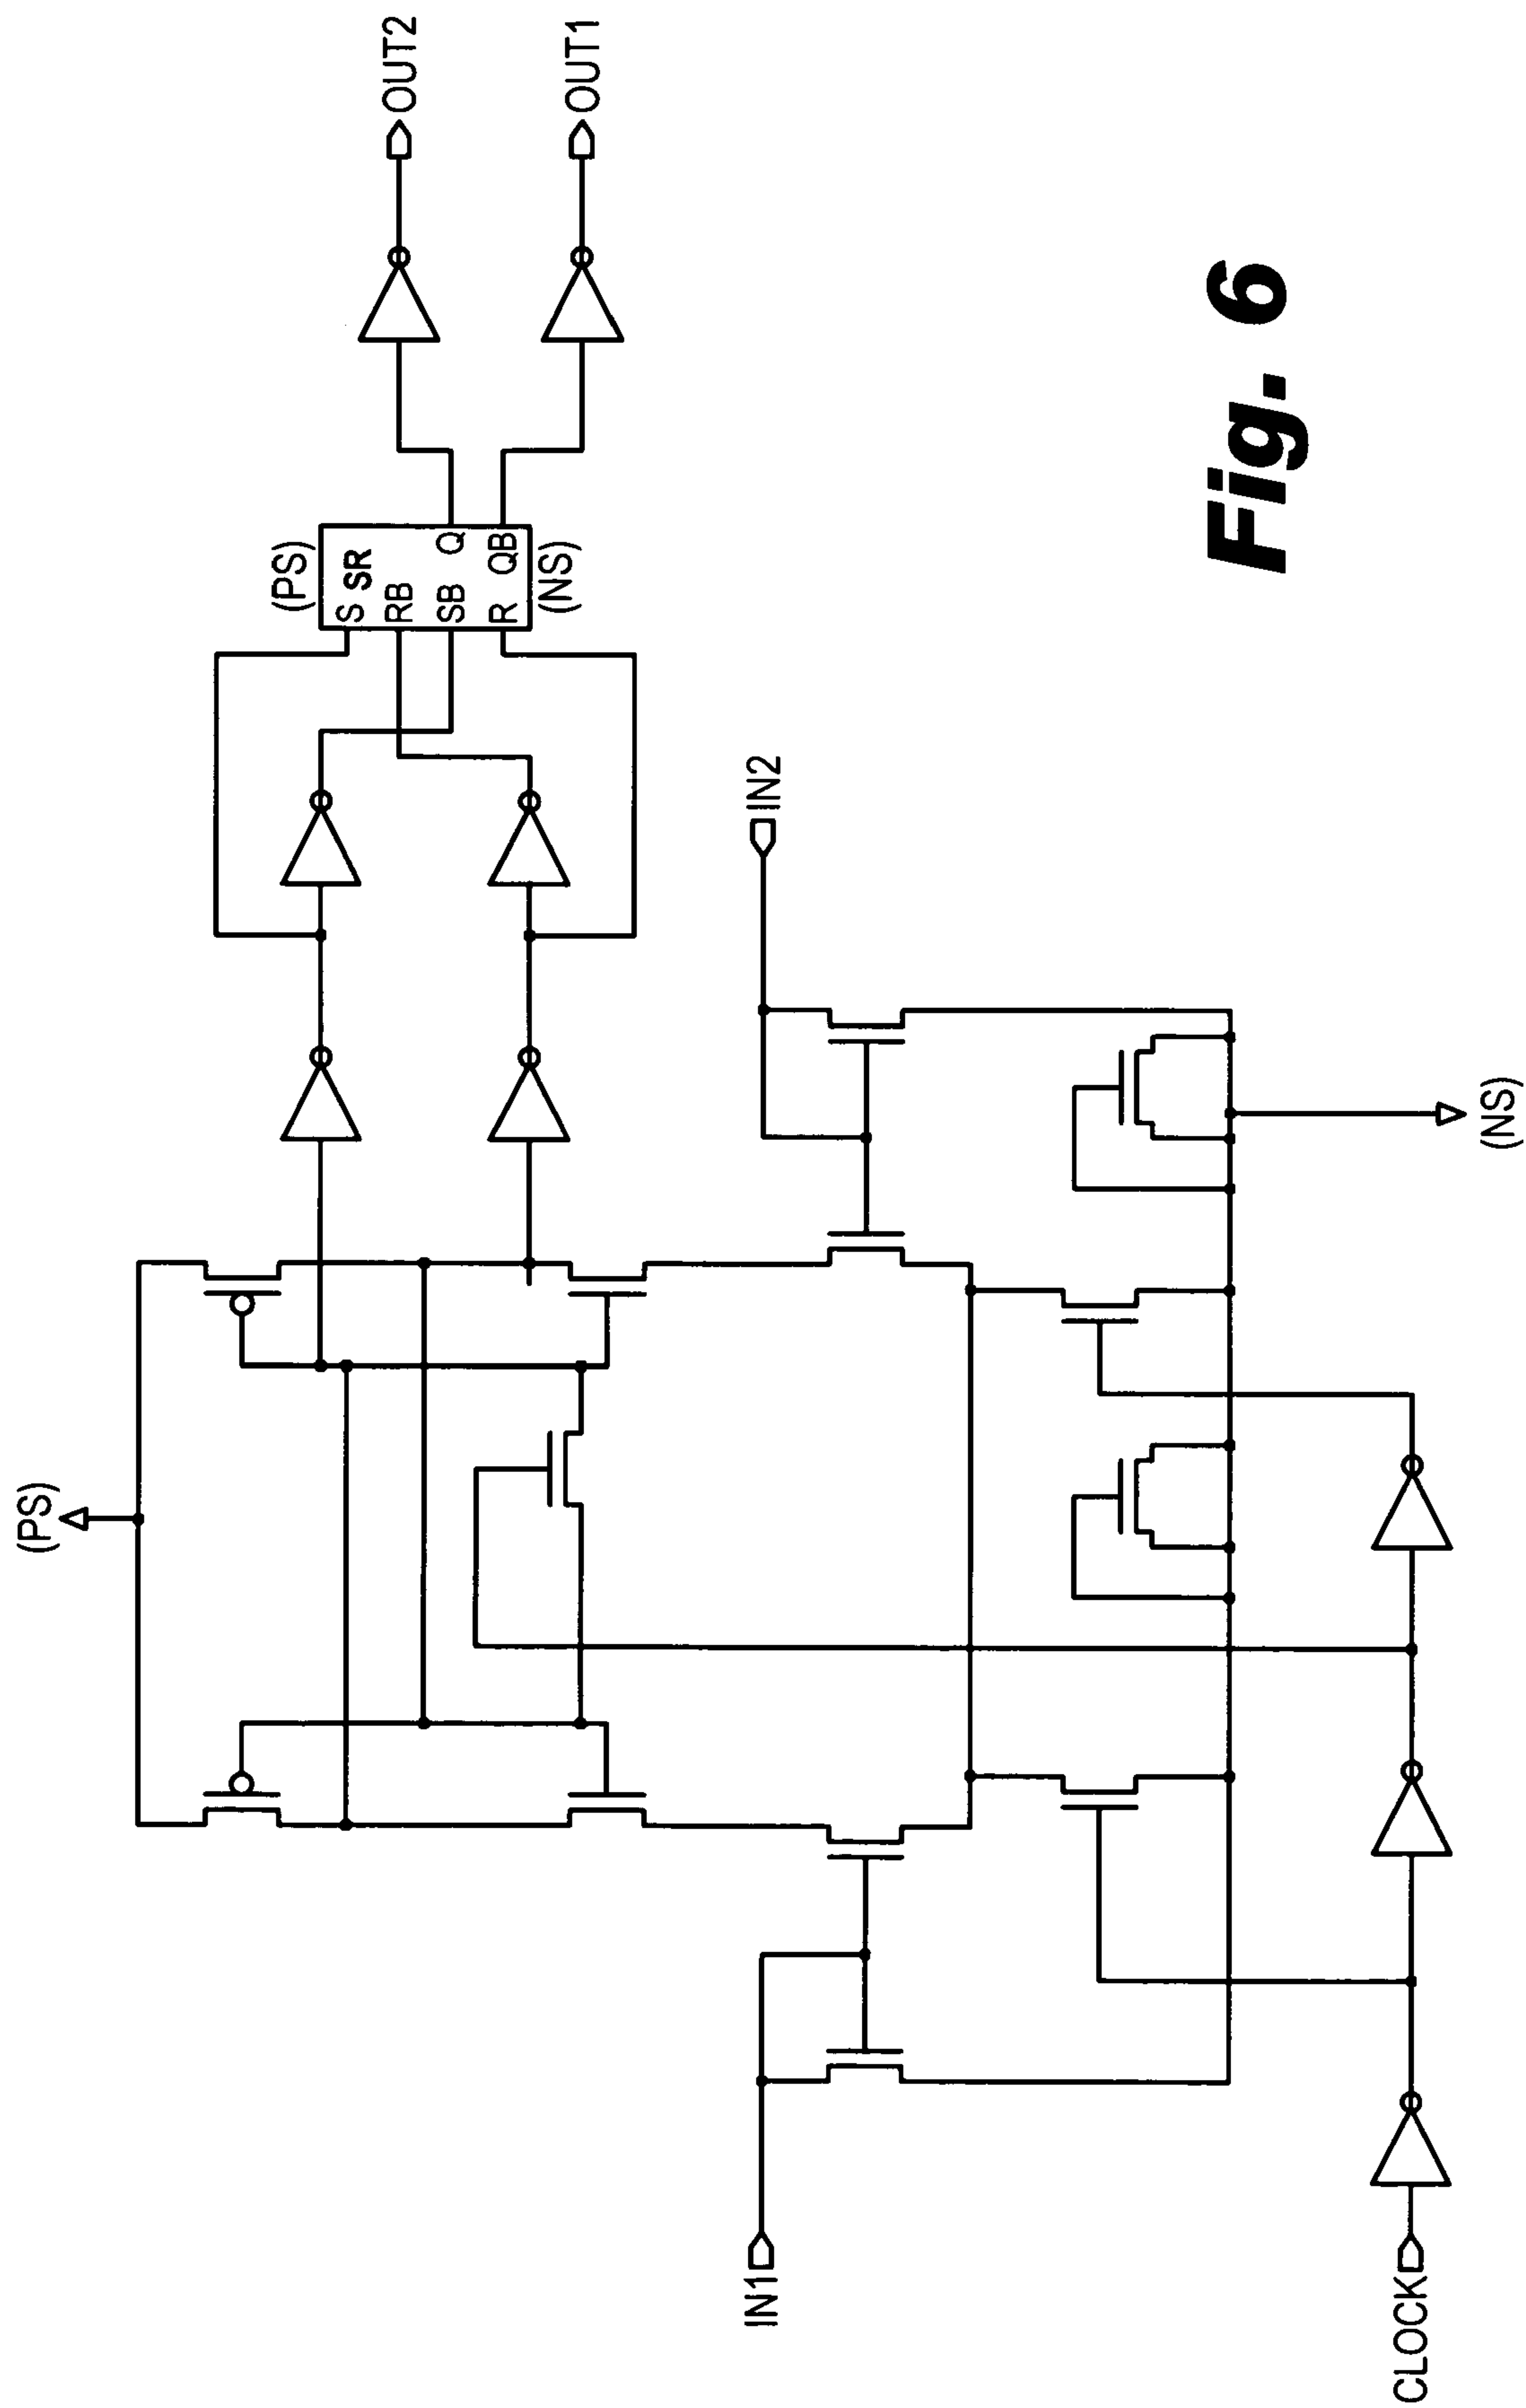 (PS)
IN1
CLOCK
IN2
(NS)
(PS)
S SR
RB
SB Q
R QB
(NS)
OUT2
OUT1
Fig. 6